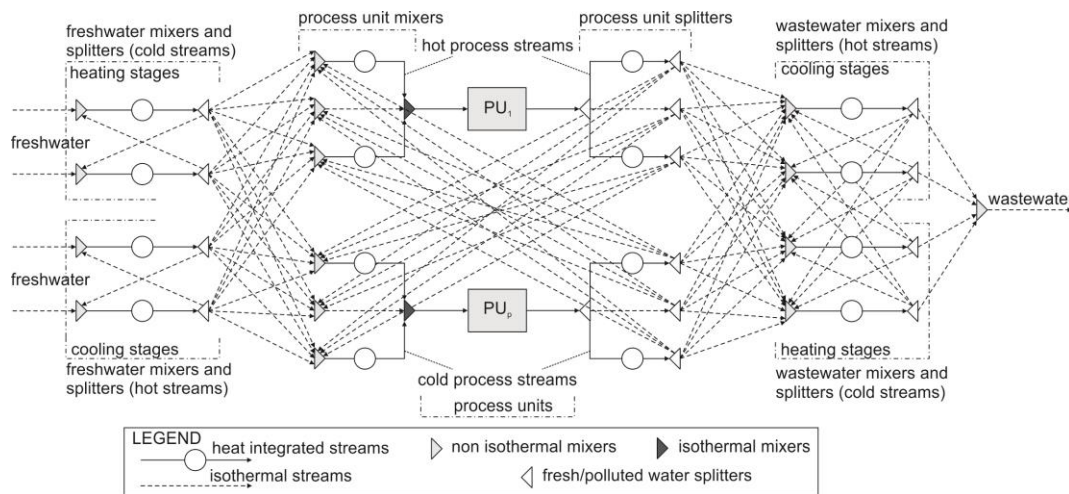 freshwater mixers and
splitters (cold streams)
heating stages
process unit mixers
process unit splitters
hot process streams
wastewater mixers and
splitters (hot streams)
cooling stages
freshwater
PU1
wastewate
freshwater
PUp
cooling stages
freshwater mixers and
splitters (hot streams)
cold process streams
process units
heating stages
wastewater mixers and
splitters (cold streams)
LEGEND
heat integrated streams
isothermal streams
non isothermal mixers
isothermal mixers
fresh/polluted water splitters